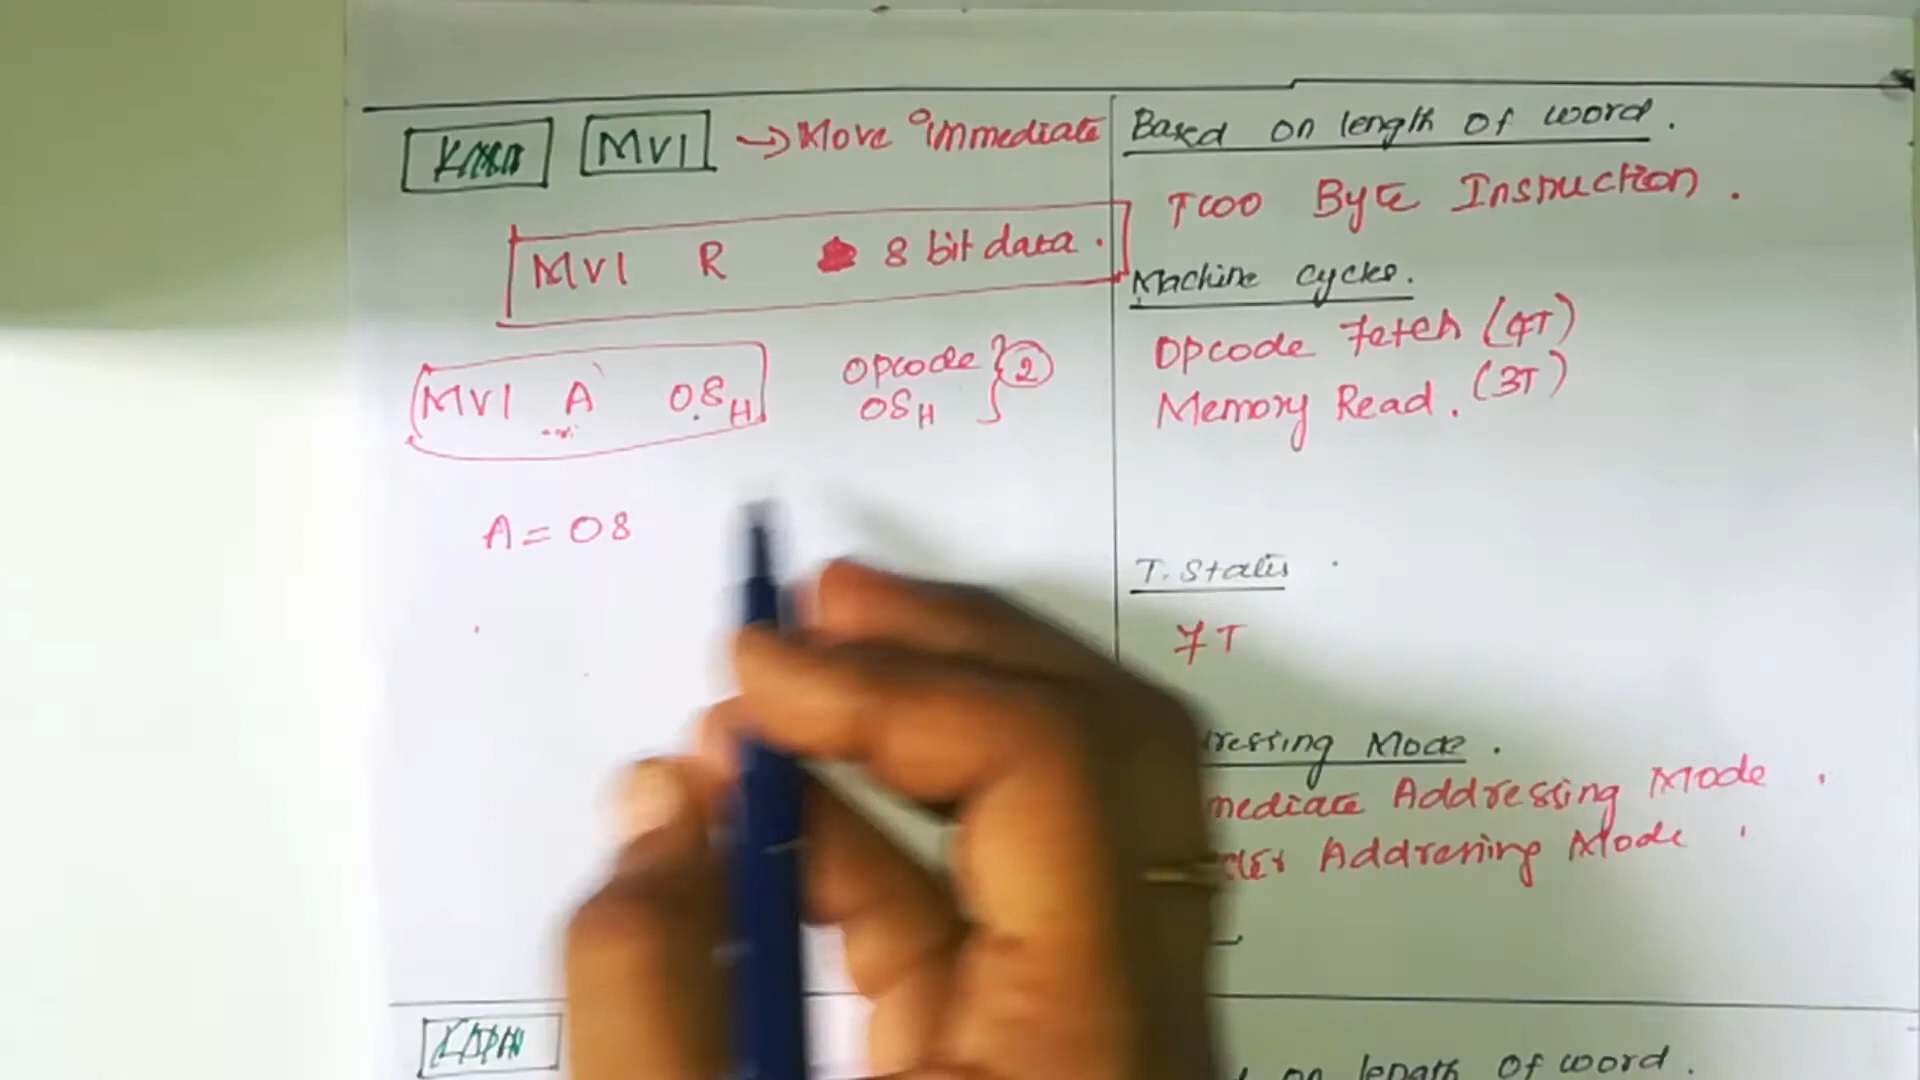 MVI → Move immediate
MVI R 8 bit data.
MVI A 08H
Opcode } 2
08H
A = 08
Based on length of word.
Two Byte Instruction.
Machine cycles.
Opcode Fetch (4T)
Memory Read. (3T)
T. States
7T
Mode.
Addressing Mode.
Addressing Mode
on length of word.